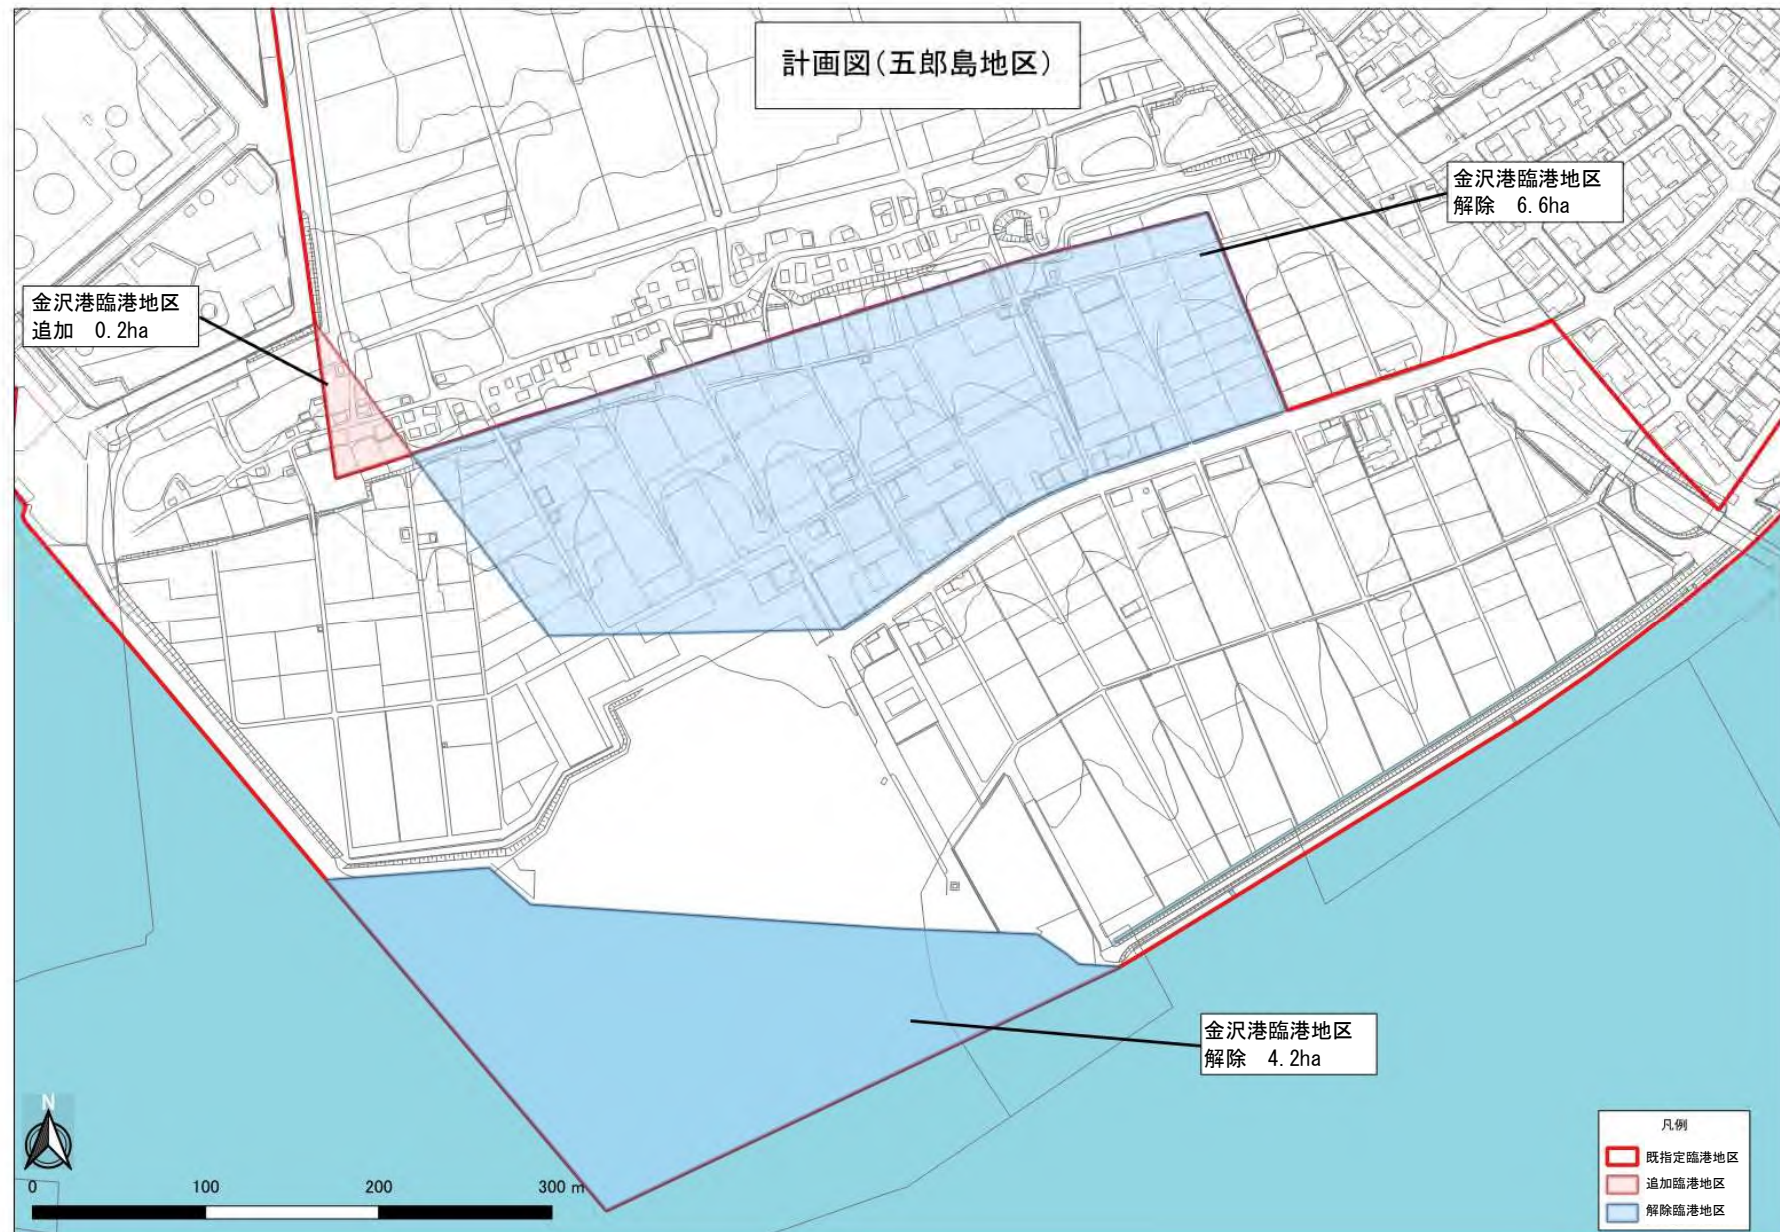 計画図(五郎島地区)
金沢港臨港地区
解除 6.6ha
金沢港臨港地区
追加 0.2ha
金沢港臨港地区
解除 4.2ha
N
0 100 200 300 m
凡例
既指定臨港地区
追加臨港地区
解除臨港地区